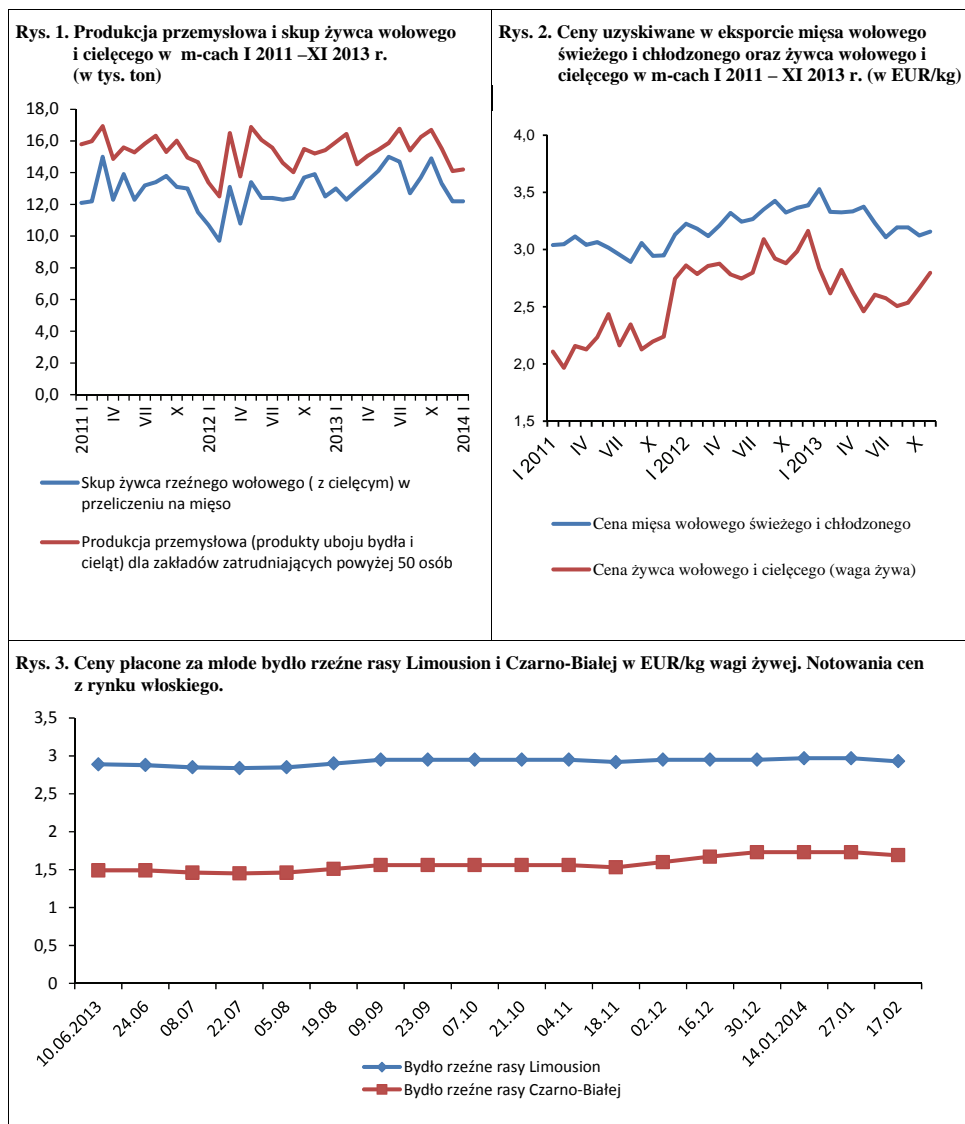 Rys. 1. Produkcja przemysłowa i skup żywca wołowego
i cielęcego w m-cach I 2011 –XI 2013 r.
(w tys. ton)
18,0
16,0
14,0
12,0
10,0
8,0
6,0
4,0
2,0
0,0
2011 I
IV
VII
X
2012 I
IV
VII
X
2013 I
IV
VII
X
2014 I
Skup żywca rzeźnego wołowego ( z cielęcym) w
przeliczeniu na mięso
Produkcja przemysłowa (produkty uboju bydła i
cieląt) dla zakładów zatrudniających powyżej 50 osób
Rys. 2. Ceny uzyskiwane w eksporcie mięsa wołowego
świeżego i chłodzonego oraz żywca wołowego i
cielęcego w m-cach I 2011 – XI 2013 r. (w EUR/kg)
4,0
3,5
3,0
2,5
2,0
1,5
I 2011
IV
VII
X
I 2012
IV
VII
X
I 2013
IV
VII
X
Cena mięsa wołowego świeżego i chłodzonego
Cena żywca wołowego i cielęcego (waga żywa)
Rys. 3. Ceny płacone za młode bydło rzeźne rasy Limousion i Czarno-Białej w EUR/kg wagi żywej. Notowania cen
z rynku włoskiego.
3,5
3
2,5
2
1,5
1
0,5
0
10.06.2013
24.06
08.07
22.07
05.08
19.08
09.09
23.09
07.10
21.10
04.11
18.11
02.12
16.12
30.12
14.01.2014
27.01
17.02
Bydło rzeźne rasy Limousion
Bydło rzeźne rasy Czarno-Białej